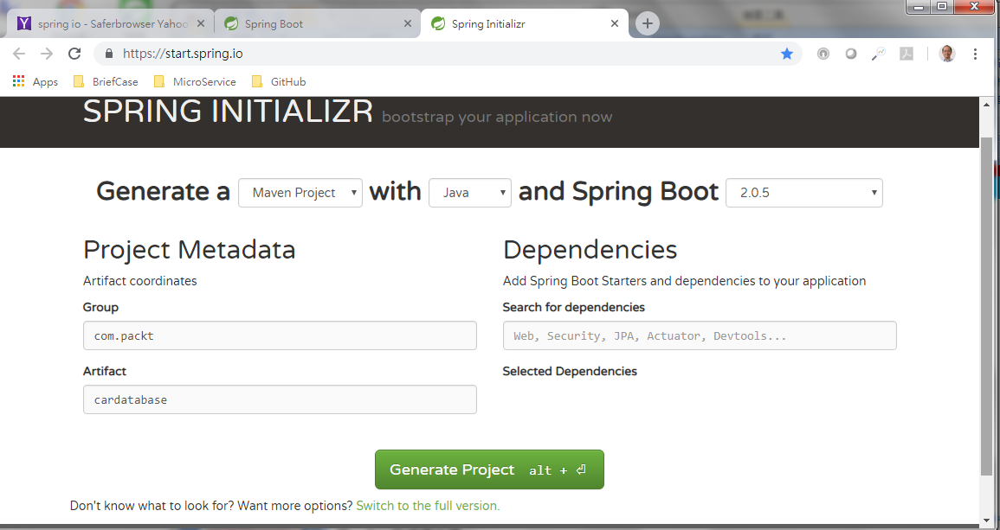 spring io - Saferbrowser Yahoo
Spring Boot
Spring Initializr
https://start.spring.io
Apps
BriefCase
MicroService
GitHub
SPRING INITIALIZR bootstrap your application now
Generate a Maven Project with Java and Spring Boot 2.0.5
Project Metadata
Artifact coordinates
Group
com.packt
Artifact
cardatabase
Dependencies
Add Spring Boot Starters and dependencies to your application
Search for dependencies
Web, Security, JPA, Actuator, Devtools...
Selected Dependencies
Generate Project alt + ⏎
Don't know what to look for? Want more options? Switch to the full version.